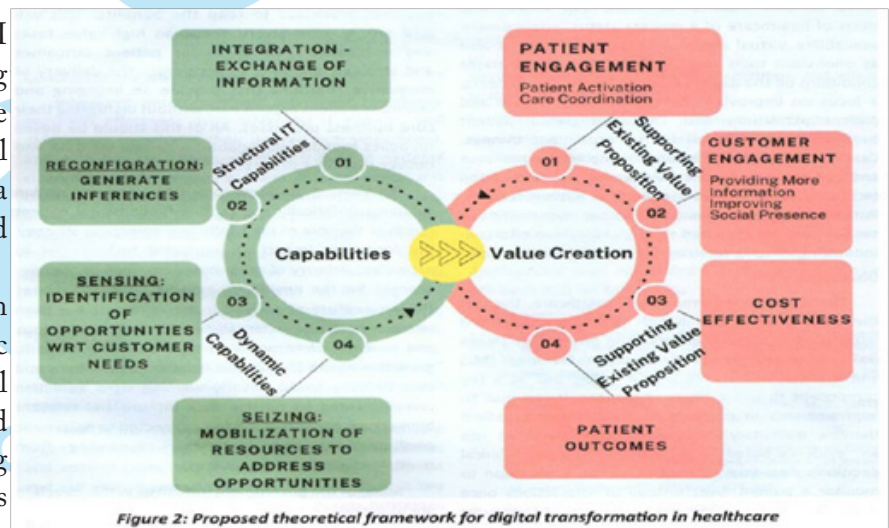 INTEGRATION -
EXCHANGE OF
INFORMATION
RECONFIGRATION:
GENERATE
INFERENCES
SENSING:
IDENTIFICATION
OF
OPPORTUNITIES
WRT CUSTOMER
NEEDS
SEIZING:
MOBILIZATION OF
RESOURCES TO
ADDRESS
OPPORTUNITIES
Structural IT
Capabilities
Dynamic
Capabilities
01
02
03
04
Capabilities
Value Creation
01
02
03
04
Supporting
Existing Value
Proposition
Supporting
Existing Value
Proposition
PATIENT
ENGAGEMENT
Patient Activation
Care Coordination
CUSTOMER
ENGAGEMENT
Providing More
Information
Improving
Social Presence
COST
EFFECTIVENESS
PATIENT
OUTCOMES
Figure 2: Proposed theoretical framework for digital transformation in healthcare